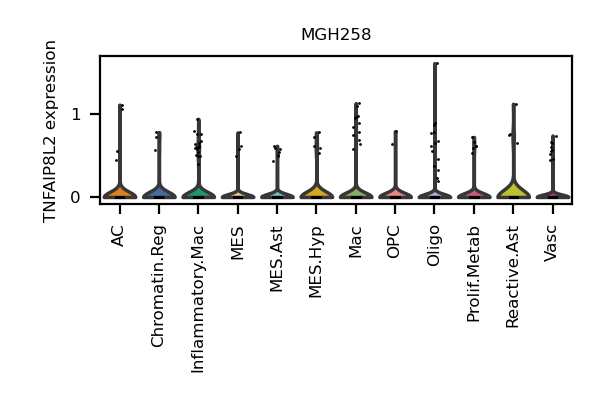 MGH258
TNFAIP8L2 expression
1
0
AC
Chromatin.Reg
Inflammatory.Mac
MES
MES.Ast
MES.Hyp
Mac
OPC
Oligo
Prolif.Metab
Reactive.Ast
Vasc